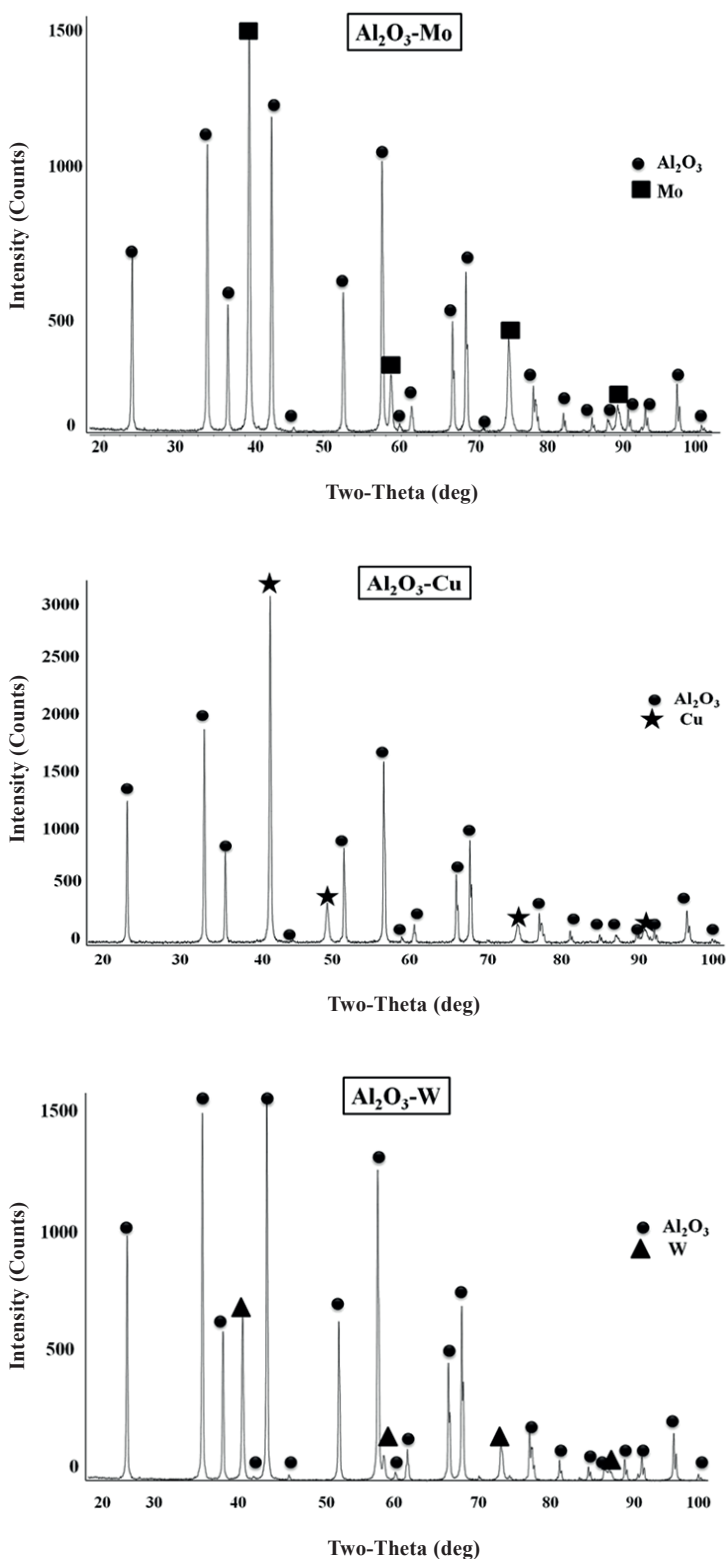 Al₂O₃-Mo
1500
1000
500
0
Intensity (Counts)
Al₂O₃
Mo
20 30 40 50 60 70 80 90 100
Two-Theta (deg)
Al₂O₃-Cu
3000
2500
2000
1500
1000
500
0
Intensity (Counts)
Al₂O₃
Cu
20 30 40 50 60 70 80 90 100
Two-Theta (deg)
Al₂O₃-W
1500
1000
500
0
Intensity (Counts)
Al₂O₃
W
20 30 40 50 60 70 80 90 100
Two-Theta (deg)